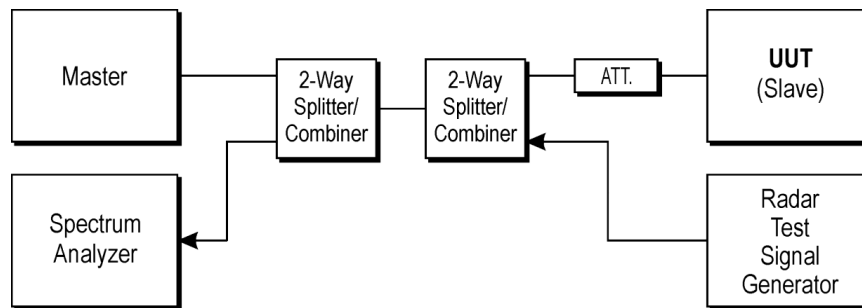 Master
2-Way
Splitter/
Combiner
2-Way
Splitter/
Combiner
ATT.
UUT
(Slave)
Spectrum
Analyzer
Radar
Test
Signal
Generator